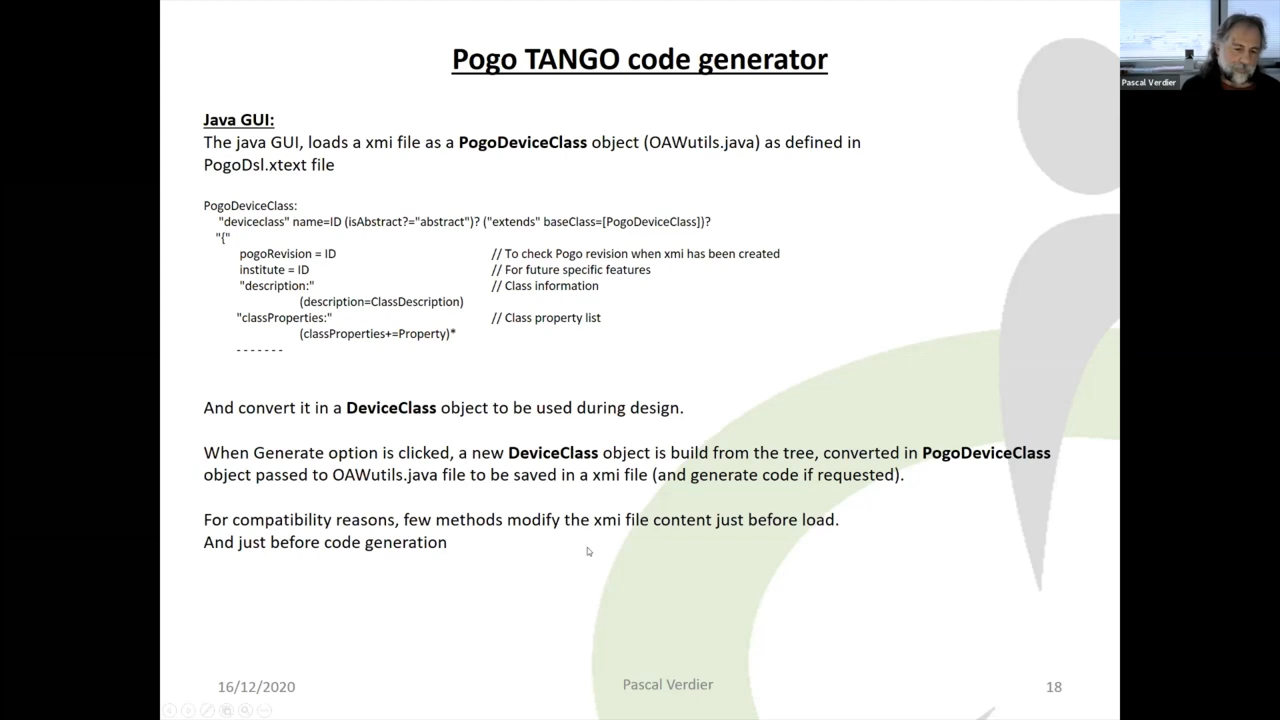 Pogo TANGO code generator
Pascal Verdier
Java GUI:
The java GUI, loads a xmi file as a PogoDeviceClass object (OAWutils.java) as defined in
PogoDsl.xtext file
PogoDeviceClass:
"deviceclass" name=ID (isAbstract?="abstract")? ("extends" baseClass=[PogoDeviceClass])?
"{"
pogoRevision = ID // To check Pogo revision when xmi has been created
institute = ID // For future specific features
"description:" // Class information
(description=ClassDescription)
"classProperties:" // Class property list
(classProperties+=Property)*
- - - - - - -
And convert it in a DeviceClass object to be used during design.
When Generate option is clicked, a new DeviceClass object is build from the tree, converted in PogoDeviceClass
object passed to OAWutils.java file to be saved in a xmi file (and generate code if requested).
For compatibility reasons, few methods modify the xmi file content just before load.
And just before code generation
16/12/2020 Pascal Verdier 18